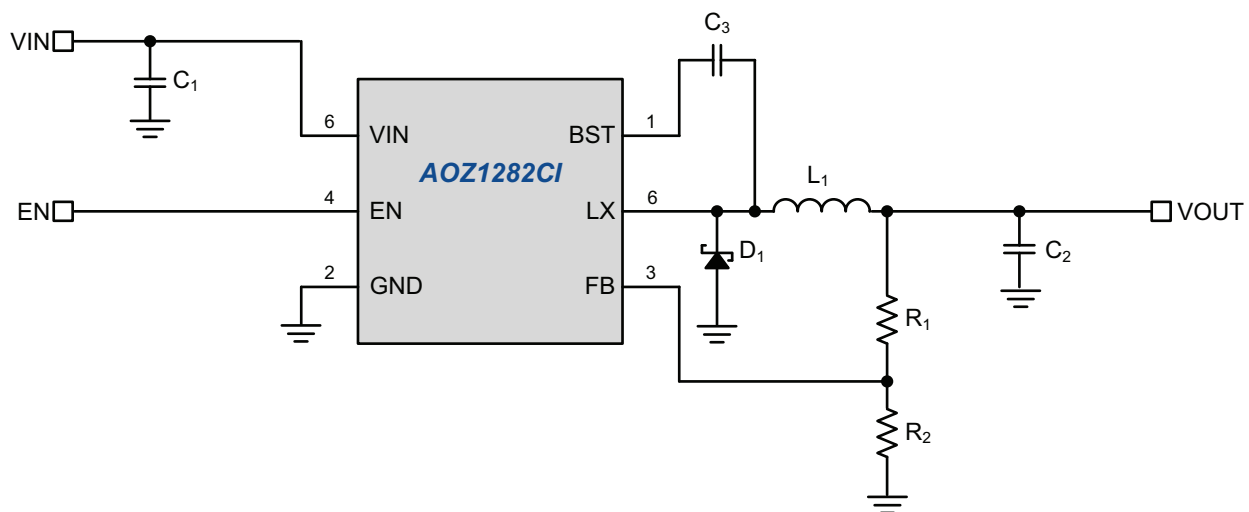 C3
VIN
C1
6
VIN
BST
1
AOZ1282CI
L1
EN
4
EN
LX
6
VOUT
D1
C2
2
GND
FB
3
R1
R2